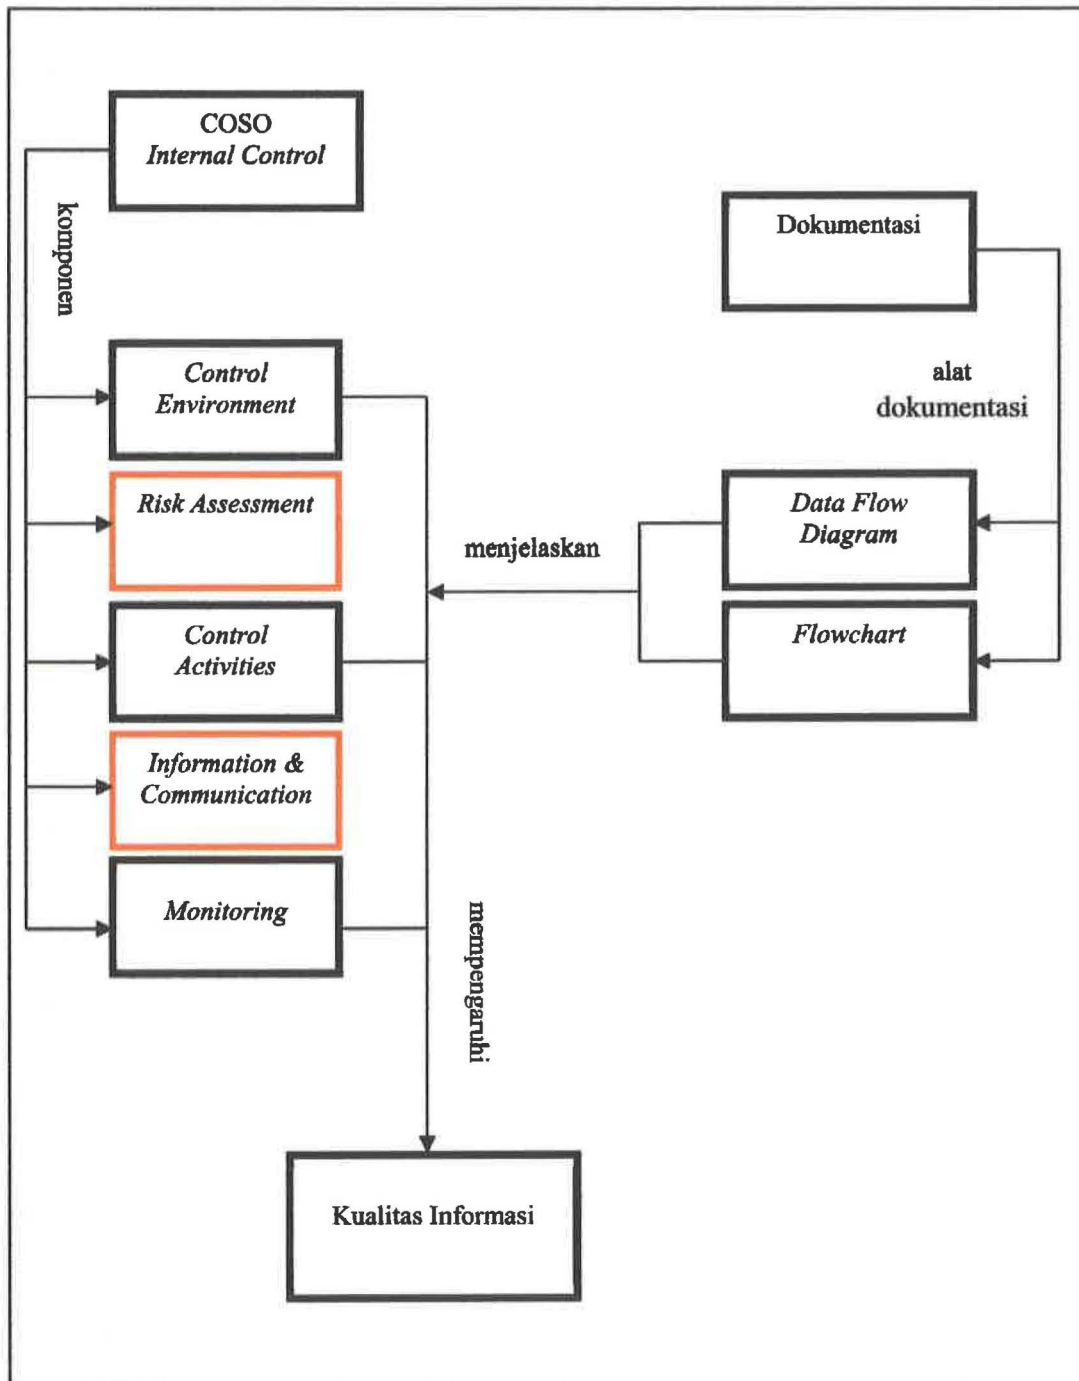 COSO
Internal Control
komponen
Dokumentasi
alat
dokumentasi
Control
Environment
Risk Assessment
Control
Activities
Information &
Communication
Monitoring
menjelaskan
Data Flow
Diagram
Flowchart
mempengaruhi
Kualitas Informasi